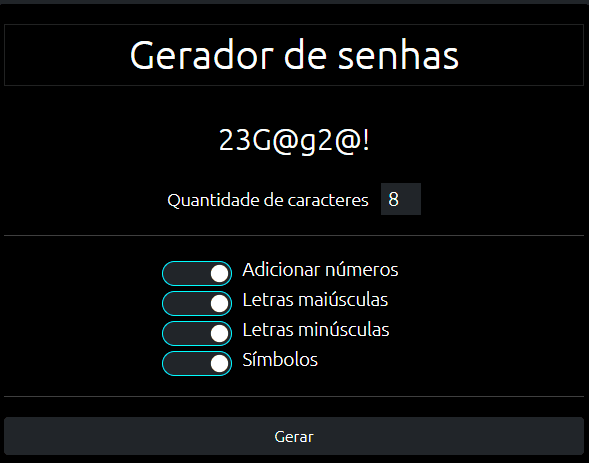 Gerador de senhas
23G@g2@!
Quantidade de caracteres 8
Adicionar números
Letras maiúsculas
Letras minúsculas
Símbolos
Gerar